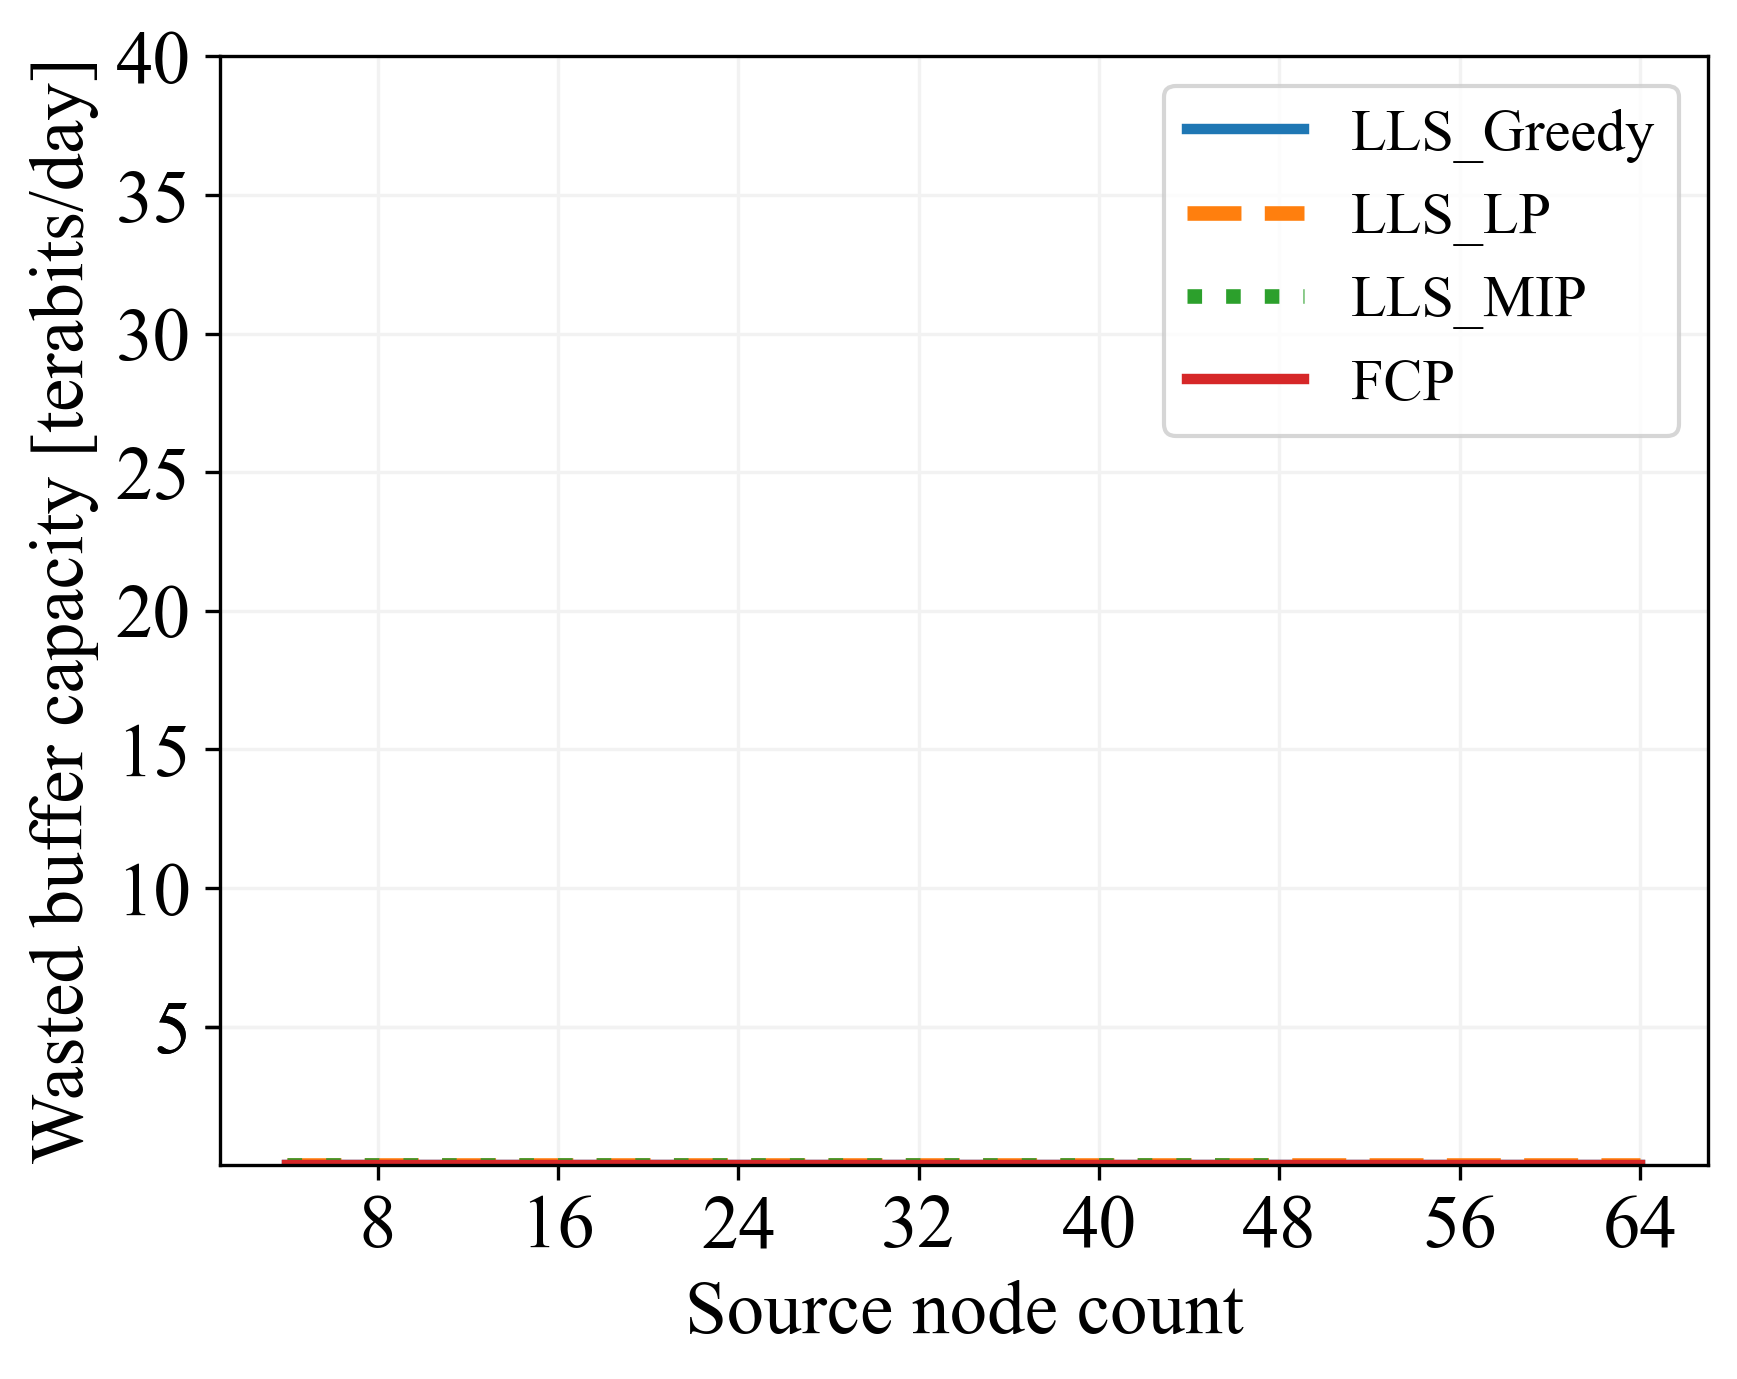 Wasted buffer capacity [terabits/day]
40
35
30
25
20
15
10
5
LLS_Greedy
LLS_LP
LLS_MIP
FCP
8 16 24 32 40 48 56 64
Source node count